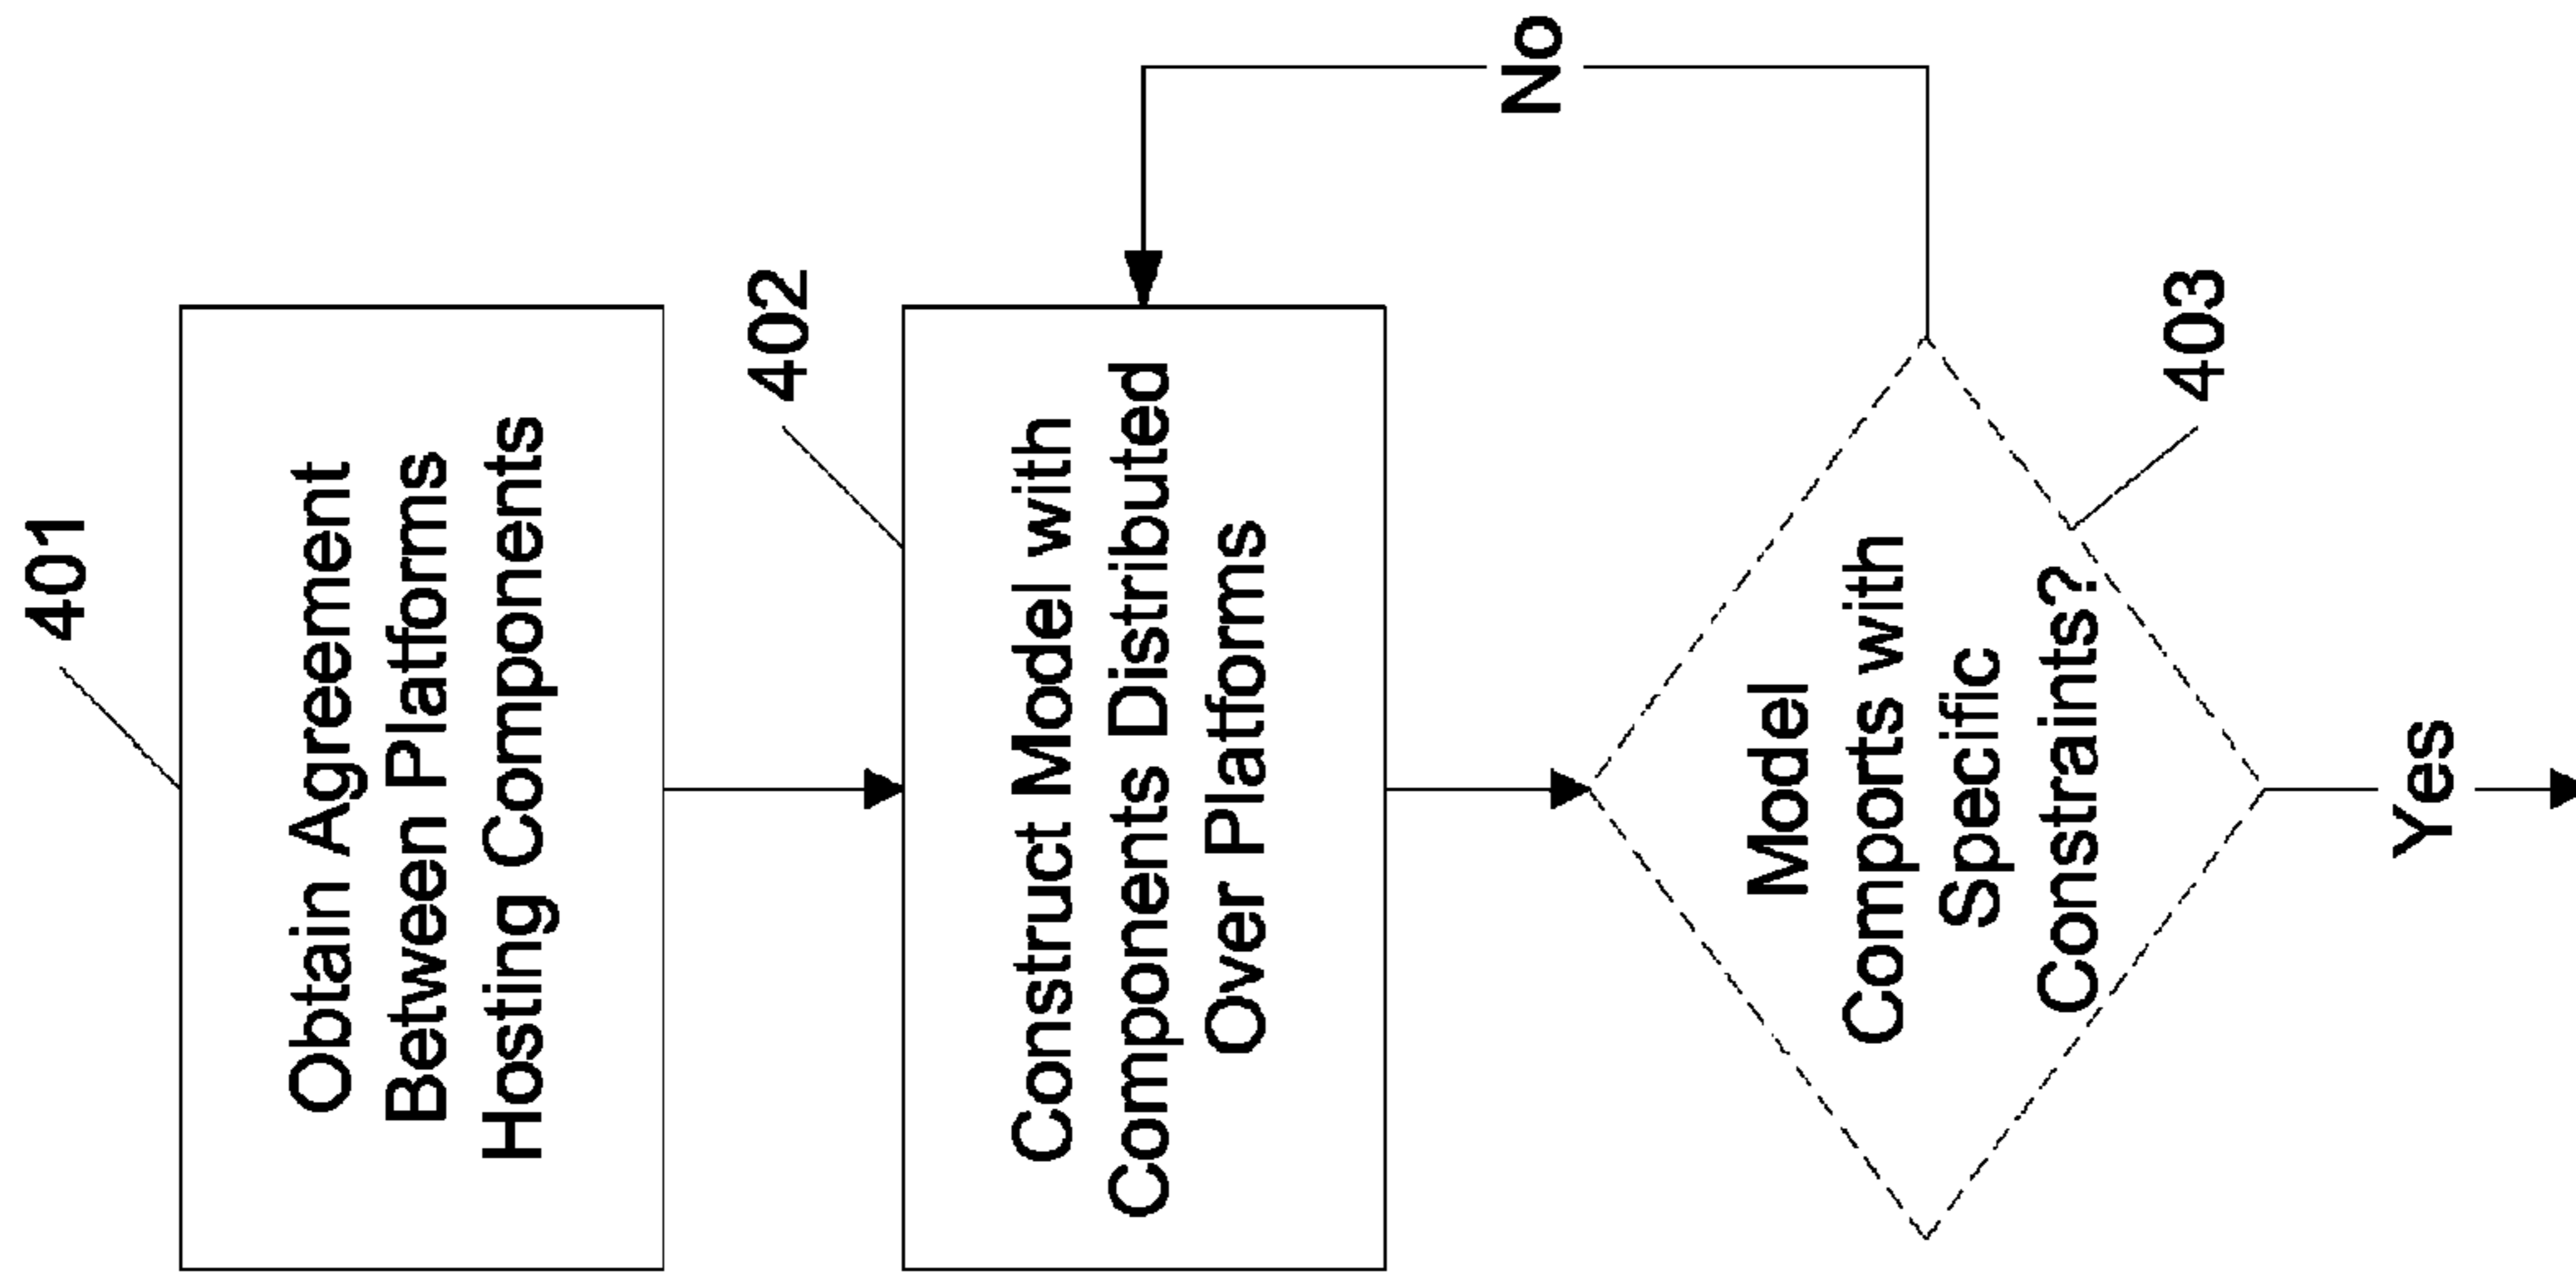 401
Obtain Agreement
Between Platforms
Hosting Components
402
Construct Model with
Components Distributed
Over Platforms
No
Model
Comports with
Specific
Constraints?
403
Yes